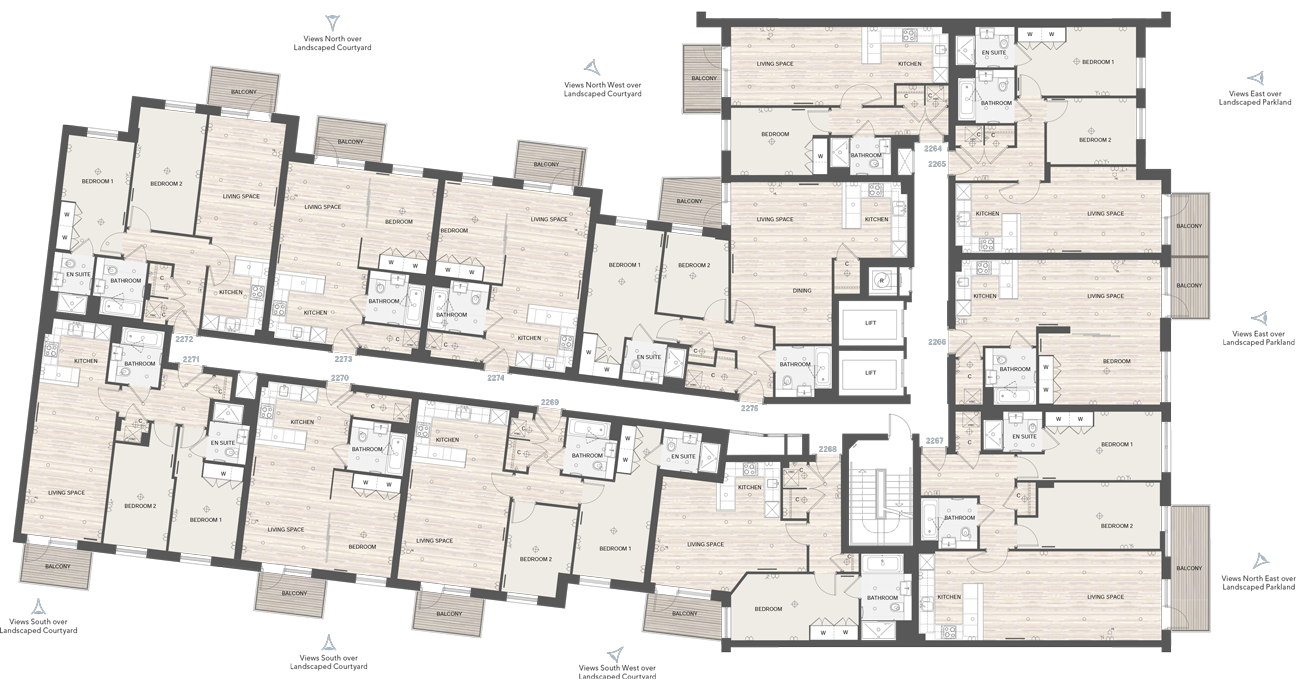 Views North over
Landscaped Courtyard
Views North West over
Landscaped Courtyard
Views East over
Landscaped Parkland
BALCONY
LIVING SPACE
KITCHEN
C
C
BEDROOM
W
BATHROOM
2264
EN SUITE
W
W
BEDROOM 1
BATHROOM
BEDROOM 2
C
C
2265
KITCHEN
LIVING SPACE
BALCONY
BALCONY
BEDROOM 1
BEDROOM 2
LIVING SPACE
W
W
EN SUITE
BATHROOM
C
C
KITCHEN
2272
BALCONY
LIVING SPACE
BEDROOM
W
W
BATHROOM
KITCHEN
C
2273
BALCONY
LIVING SPACE
BEDROOM
W
W
BATHROOM
KITCHEN
C
2274
BALCONY
LIVING SPACE
KITCHEN
BEDROOM 1
BEDROOM 2
DINING
C
R
W
W
EN SUITE
C
C
BATHROOM
2275
LIFT
LIFT
KITCHEN
LIVING SPACE
BALCONY
BEDROOM
BATHROOM
W
W
C
2266
Views East over
Landscaped Parkland
KITCHEN
BATHROOM
2271
C
C
EN SUITE
W
LIVING SPACE
BEDROOM 2
BEDROOM 1
BALCONY
Views South over
Landscaped Courtyard
2270
KITCHEN
C
BATHROOM
W
W
LIVING SPACE
BEDROOM
BALCONY
Views South over
Landscaped Courtyard
2269
KITCHEN
C
C
BATHROOM
W
W
EN SUITE
LIVING SPACE
BEDROOM 2
BEDROOM 1
BALCONY
2268
KITCHEN
C
C
LIVING SPACE
C
BEDROOM
W
W
BATHROOM
BALCONY
Views South West over
Landscaped Courtyard
2267
C
EN SUITE
W
W
BEDROOM 1
C
BEDROOM 2
BATHROOM
KITCHEN
LIVING SPACE
BALCONY
Views North East over
Landscaped Parkland